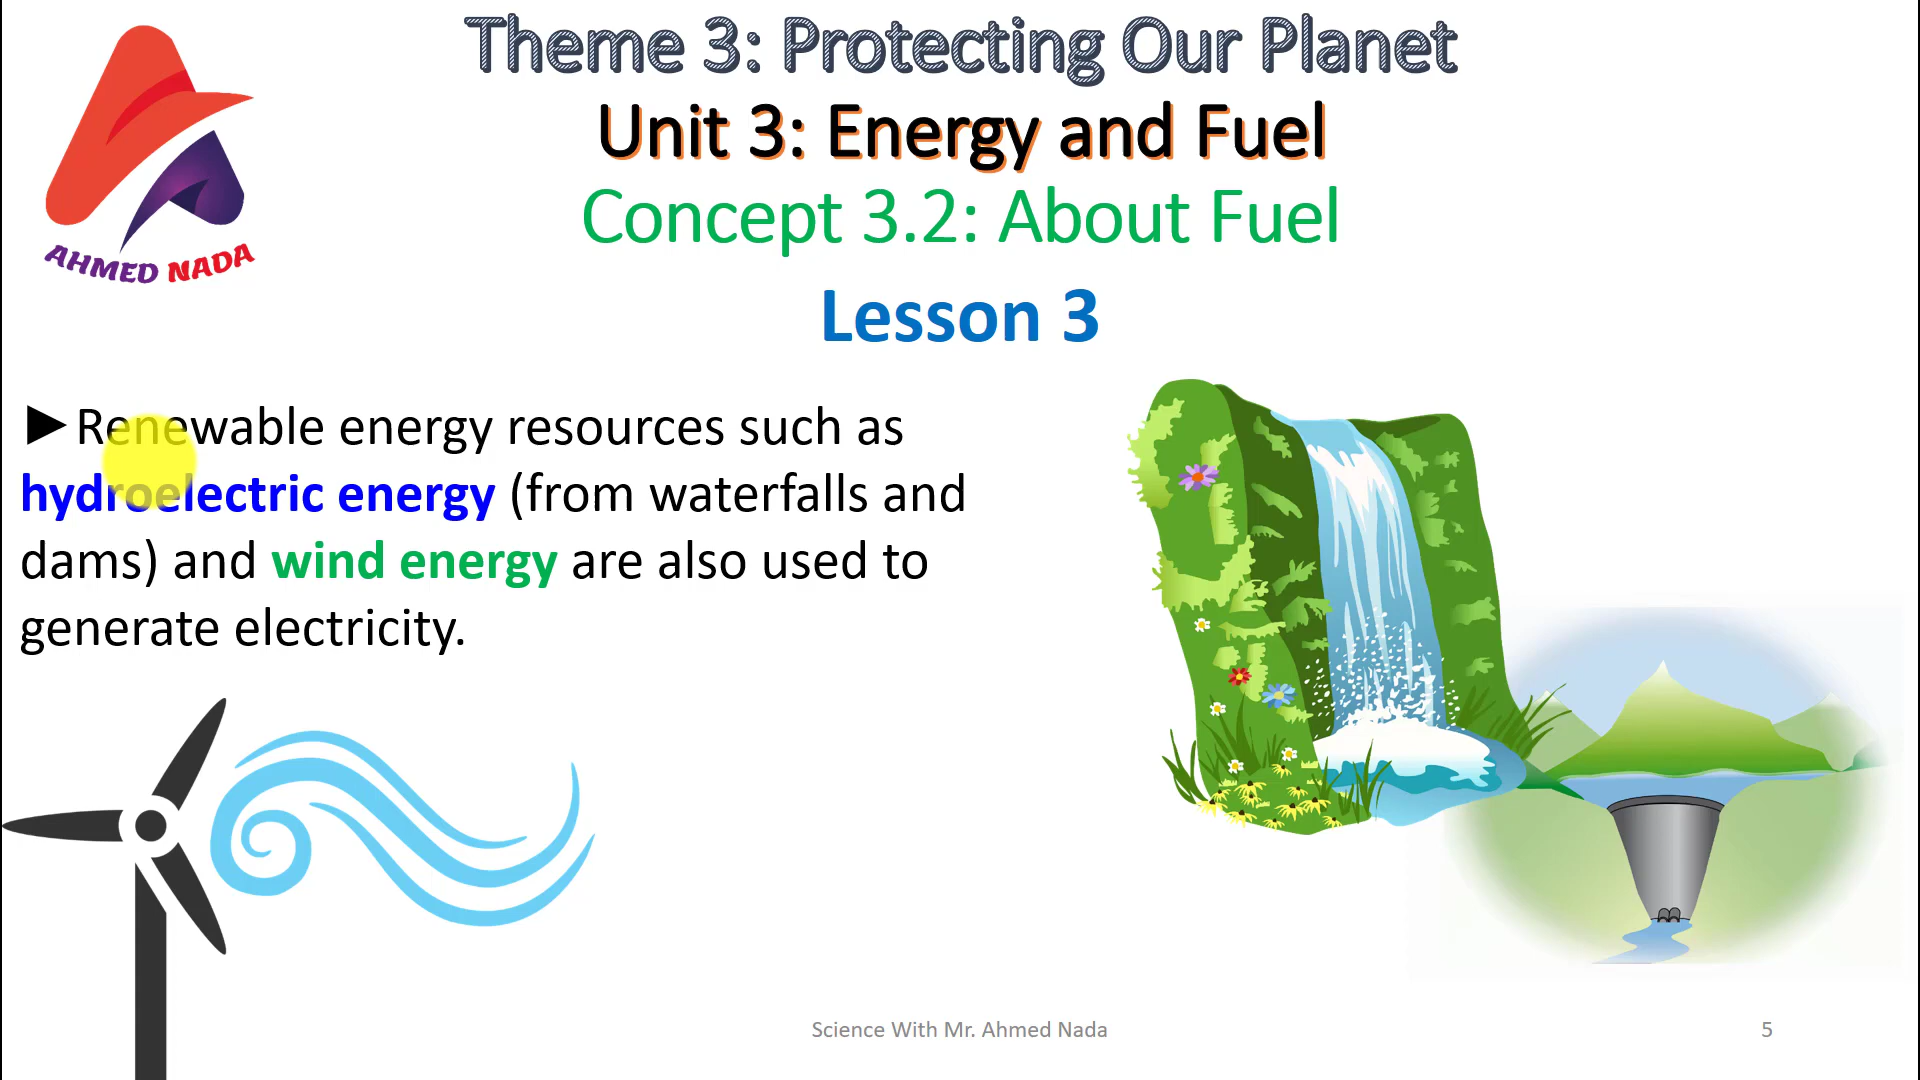 Theme 3: Protecting Our Planet
Unit 3: Energy and Fuel
Concept 3.2: About Fuel
Lesson 3
AHMED NADA
►Renewable energy resources such as
hydroelectric energy (from waterfalls and
dams) and wind energy are also used to
generate electricity.
Science With Mr. Ahmed Nada
5